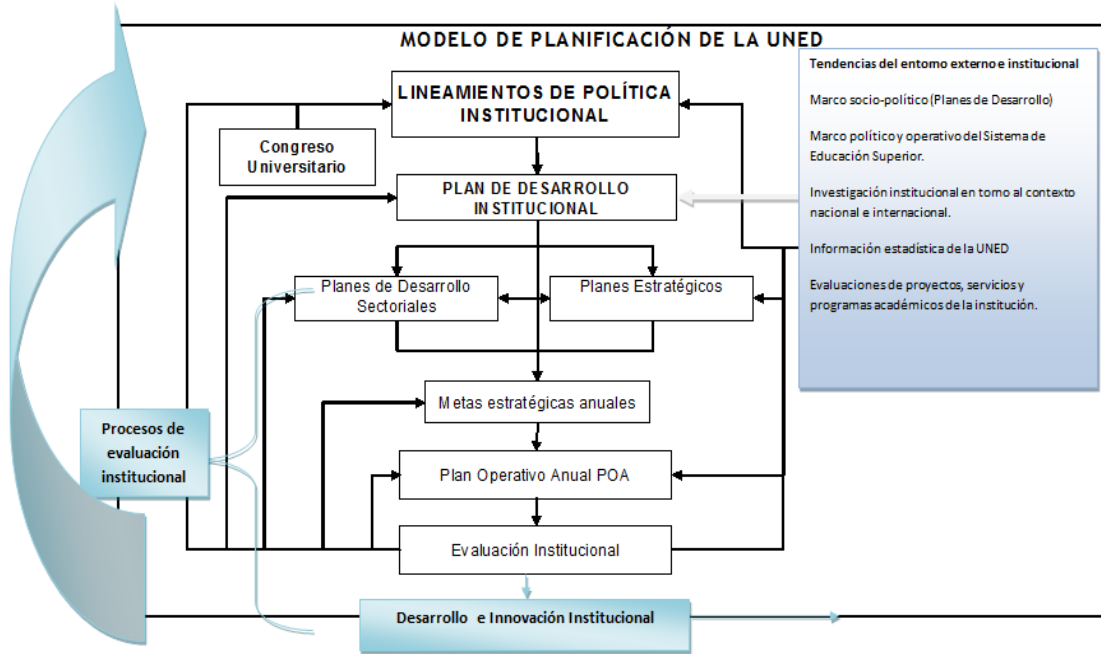 MODELO DE PLANIFICACIÓN DE LA UNED
LINEAMIENTOS DE POLÍTICA
INSTITUCIONAL
Congreso
Universitario
PLAN DE DESARROLLO
INSTITUCIONAL
Planes de Desarrollo
Sectoriales
Planes Estratégicos
Metas estratégicas anuales
Plan Operativo Anual POA
Evaluación Institucional
Procesos de
evaluación
institucional
Desarrollo e Innovación Institucional
Tendencias del entorno externo e institucional
Marco socio-político (Planes de Desarrollo)
Marco político y operativo del Sistema de
Educación Superior.
Investigación institucional en torno al contexto
nacional e internacional.
Información estadística de la UNED
Evaluaciones de proyectos, servicios y
programas académicos de la institución.